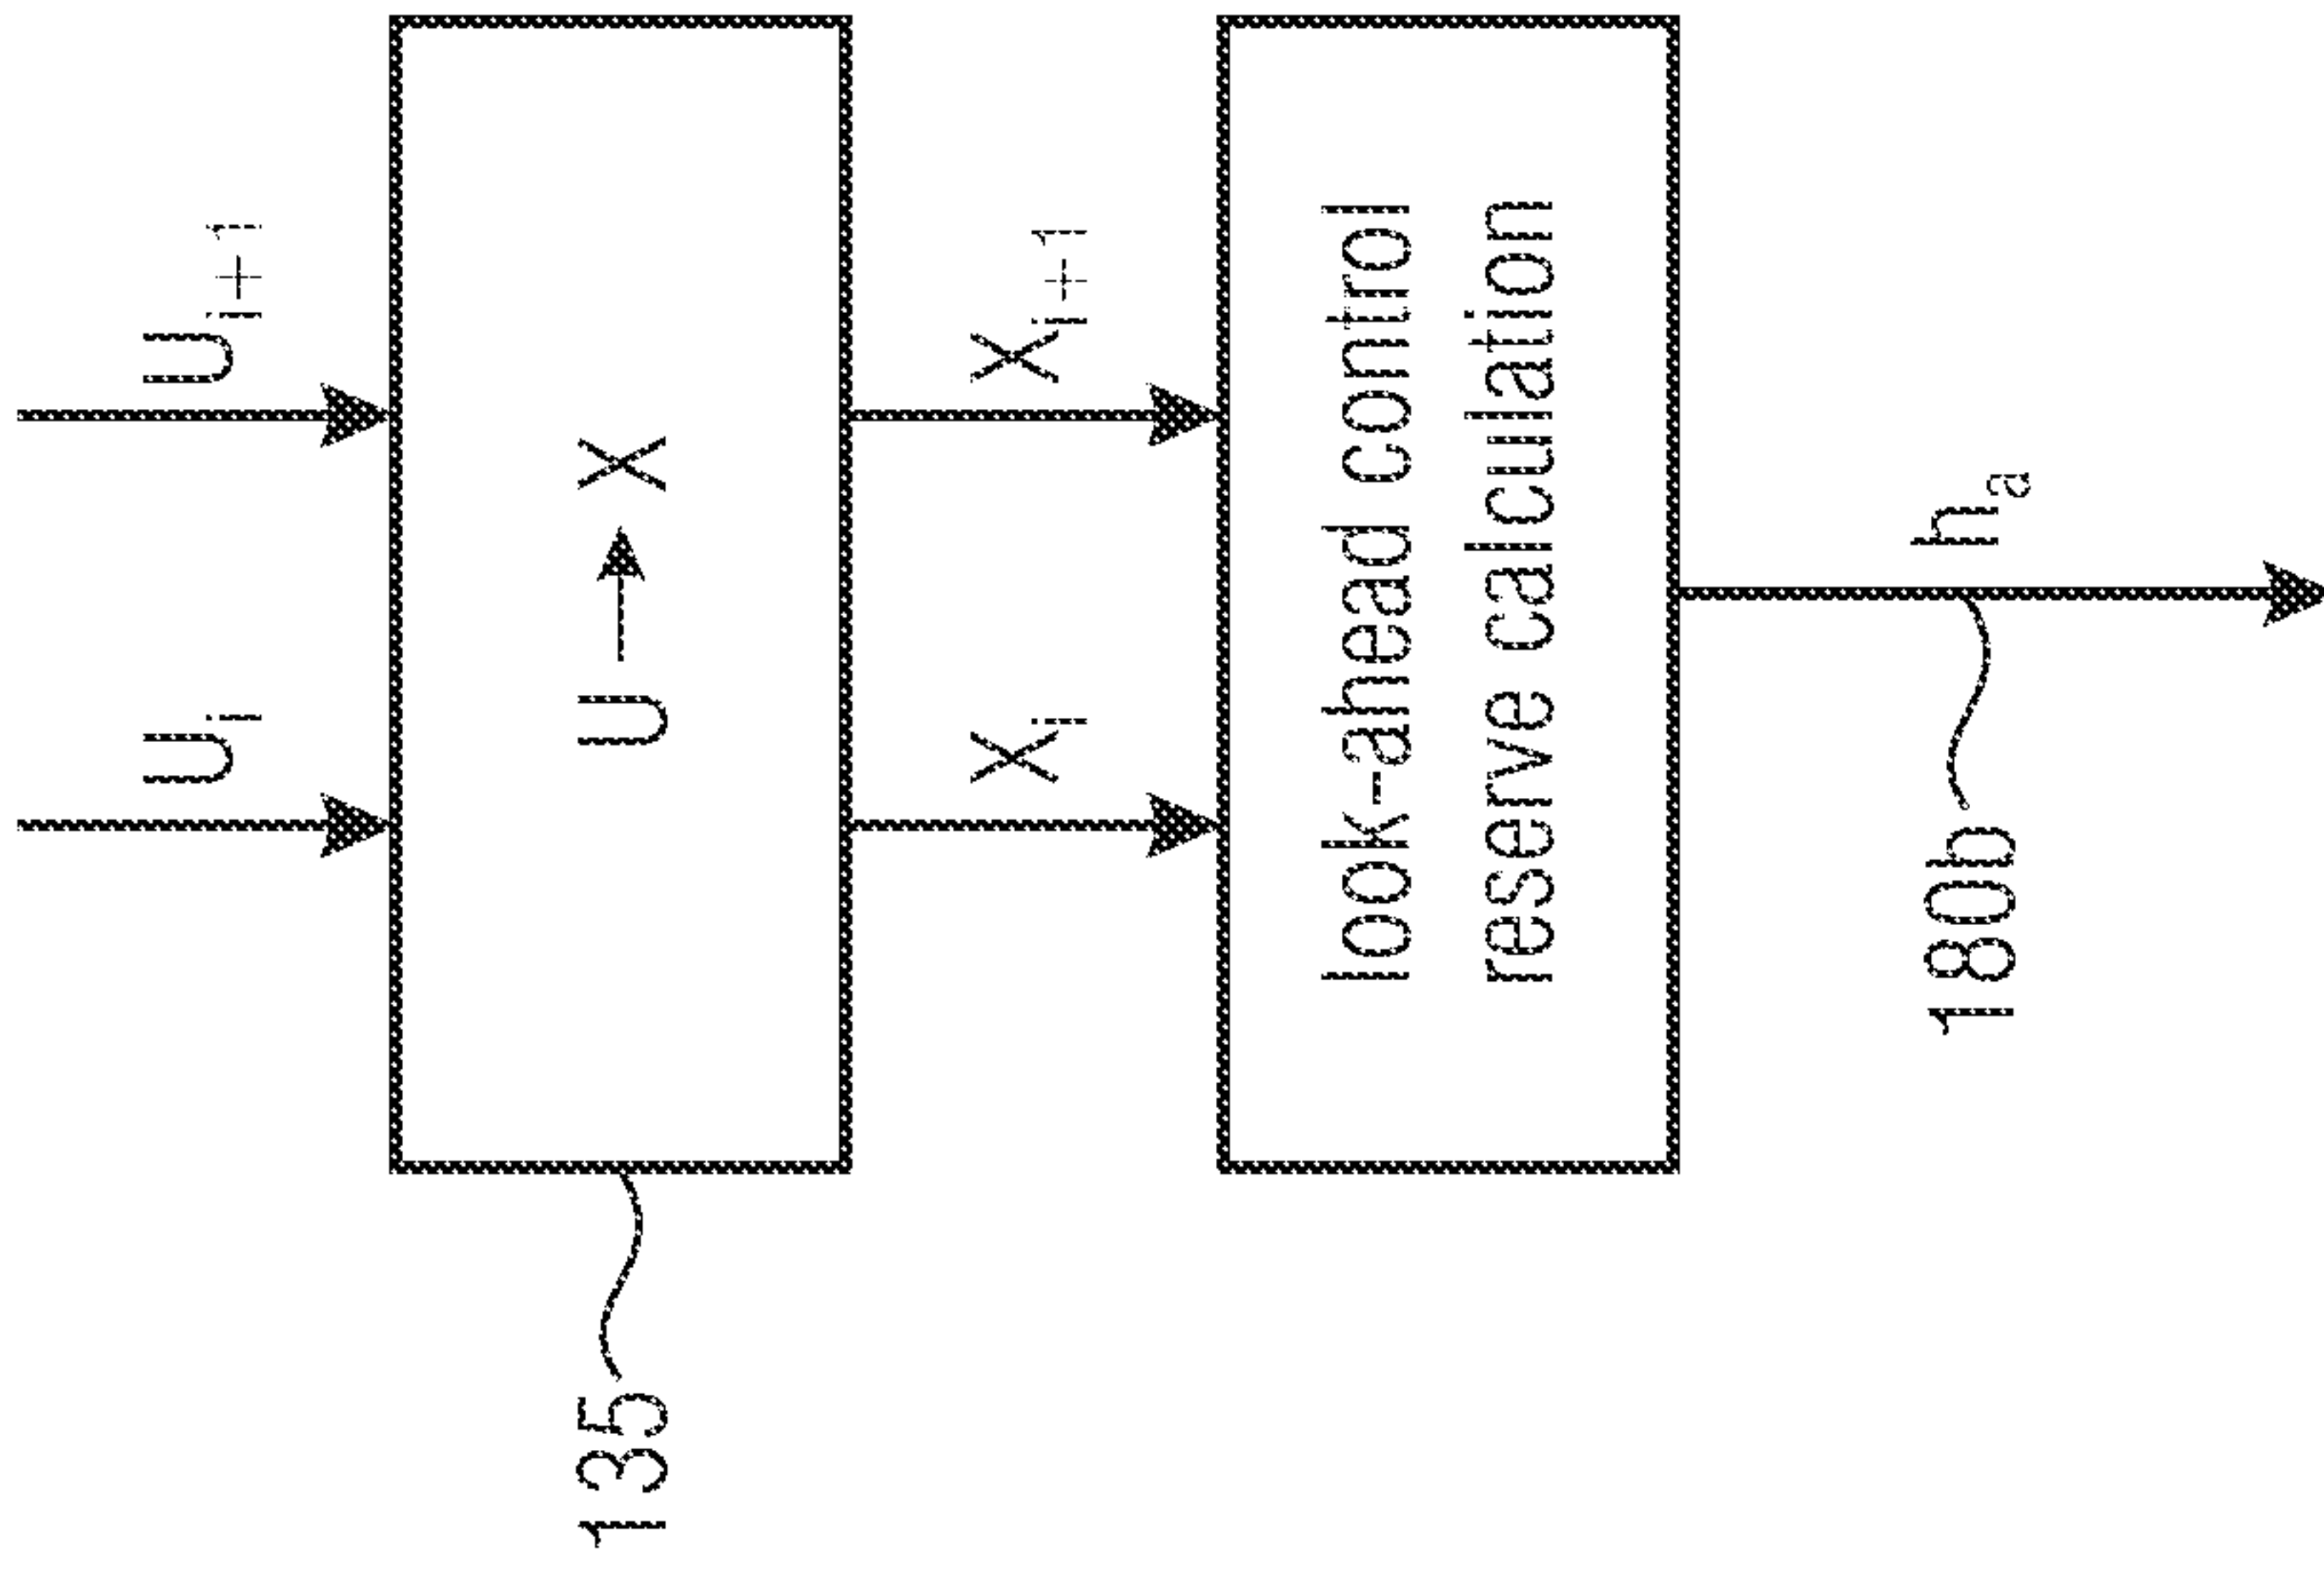 U_i
U_{i+1}
135
U → X
X_i
X_{i+1}
look-ahead control
reserve calculation
180b
h_a